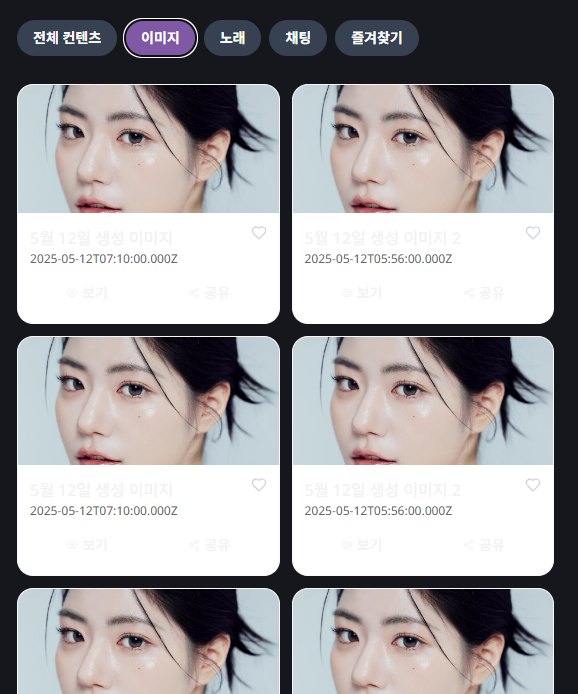 전체 컨텐츠 이미지 노래 채팅 즐겨찾기
5월 12일 생성 이미지
2025-05-12T07:10:00.000Z
보기 공유
5월 12일 생성 이미지 2
2025-05-12T05:56:00.000Z
보기 공유
5월 12일 생성 이미지
2025-05-12T07:10:00.000Z
보기 공유
5월 12일 생성 이미지 2
2025-05-12T05:56:00.000Z
보기 공유